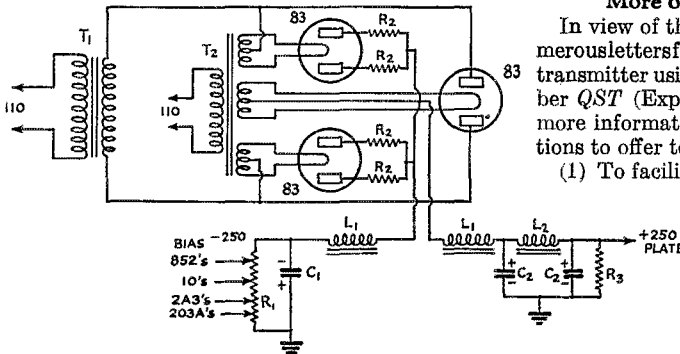 More o
In view of th
merouslettersf
transmitter usi
ber QST (Exp
more informat
tions to offer to
(1) To facili
T1
T2
110
110
83
R2
R2
83
R2
R2
83
L1
L1
L2
+250
PLATE
BIAS -250
852's
10's
2A3's
203A's
R1
C1
C2
C2
R3